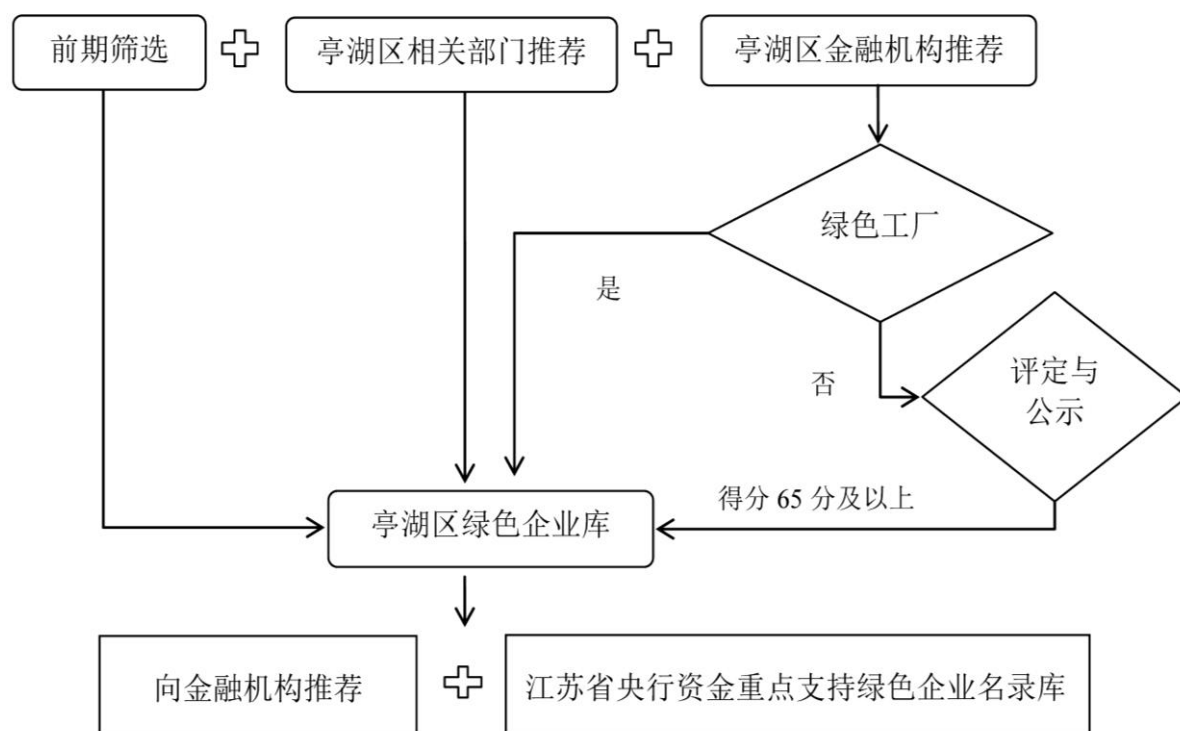 前期筛选
亭湖区相关部门推荐
亭湖区金融机构推荐
绿色工厂
是
否
评定与
公示
得分 65 分及以上
亭湖区绿色企业库
向金融机构推荐
江苏省央行资金重点支持绿色企业名录库